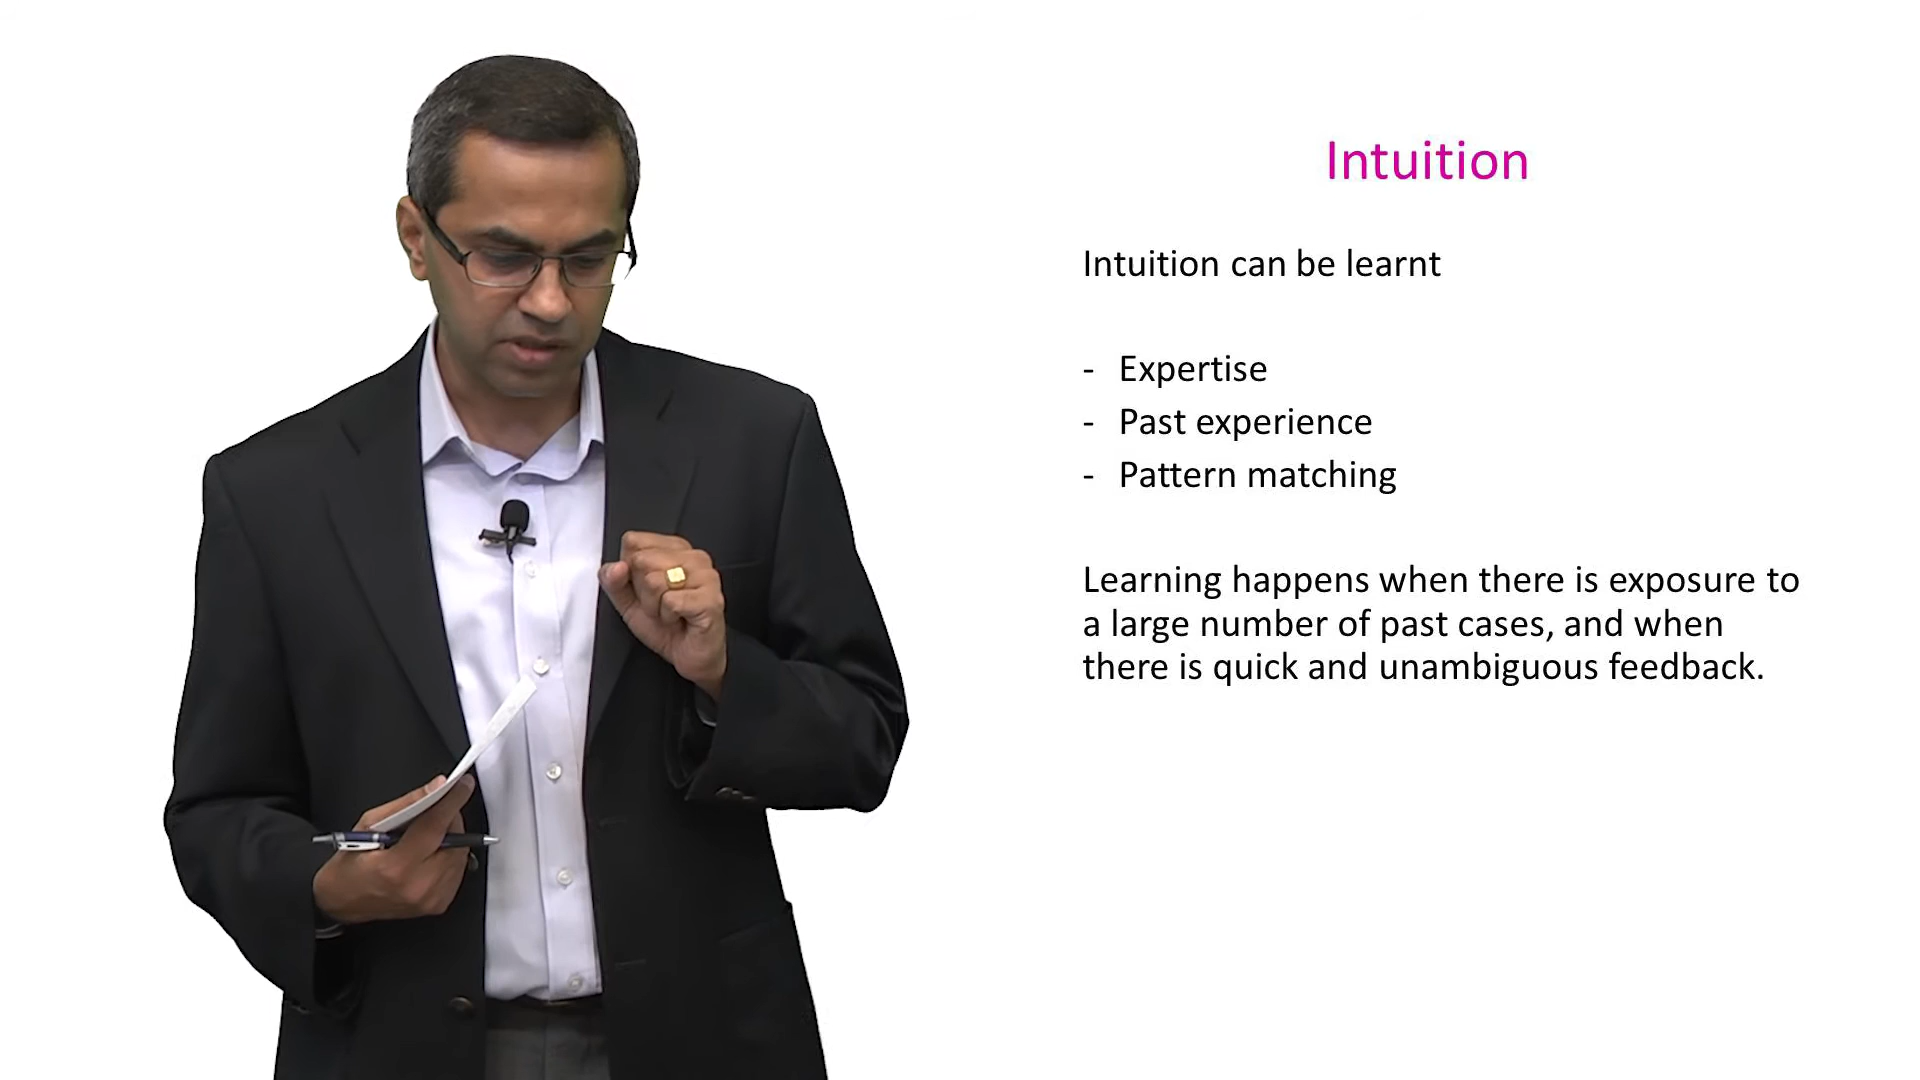 Intuition
Intuition can be learnt
- Expertise
- Past experience
- Pattern matching
Learning happens when there is exposure to
a large number of past cases, and when
there is quick and unambiguous feedback.